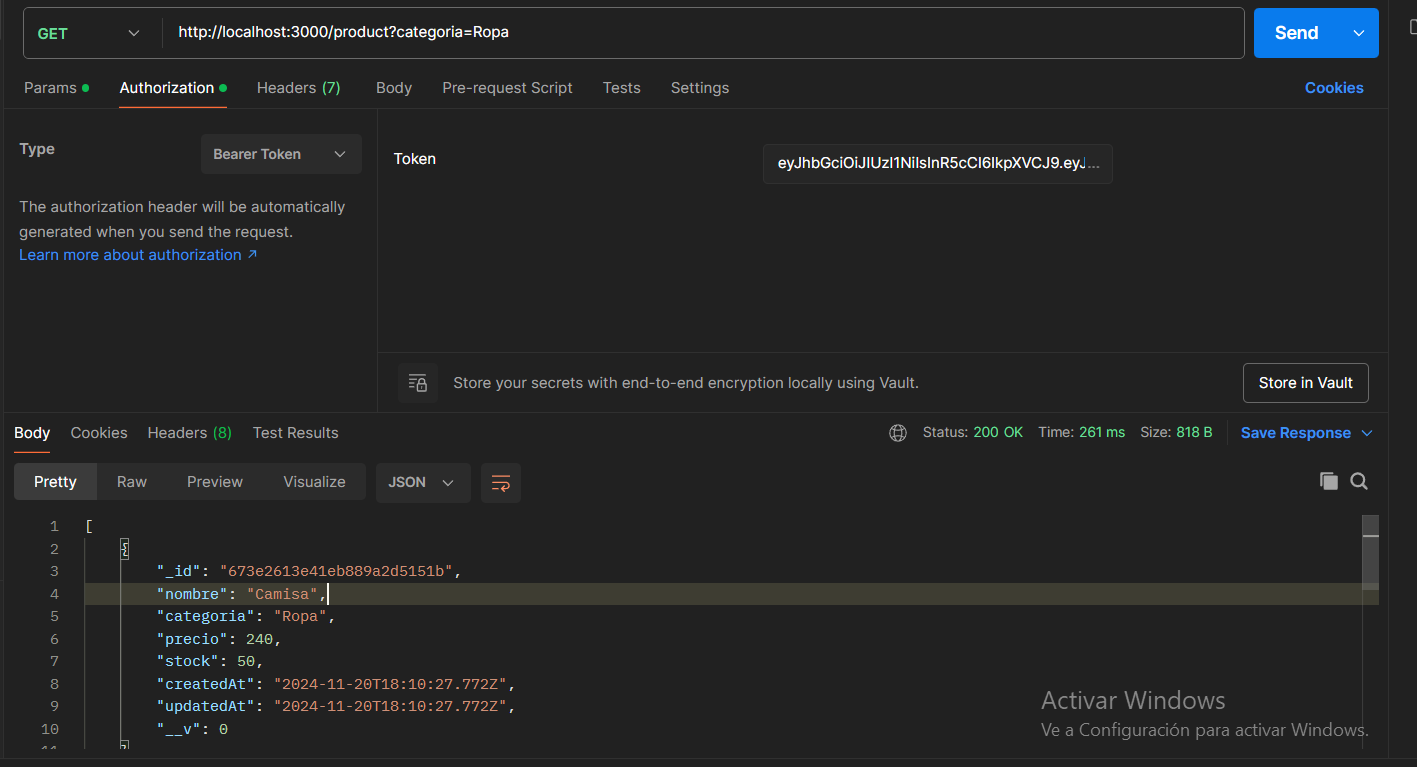 GET http://localhost:3000/product?categoria=Ropa Send
Params Authorization Headers (7) Body Pre-request Script Tests Settings Cookies
Type Bearer Token
Token eyJhbGciOiJIUzI1NiIsInR5cCI6IkpXVCJ9.eyJ...
The authorization header will be automatically
generated when you send the request.
Learn more about authorization ↗
Store your secrets with end-to-end encryption locally using Vault. Store in Vault
Body Cookies Headers (8) Test Results Status: 200 OK Time: 261 ms Size: 818 B Save Response
Pretty Raw Preview Visualize JSON
1 [
2 {
3 "_id": "673e2613e41eb889a2d5151b",
4 "nombre": "Camisa",
5 "categoria": "Ropa",
6 "precio": 240,
7 "stock": 50,
8 "createdAt": "2024-11-20T18:10:27.772Z",
9 "updatedAt": "2024-11-20T18:10:27.772Z",
10 "__v": 0
Activar Windows
Ve a Configuración para activar Windows.